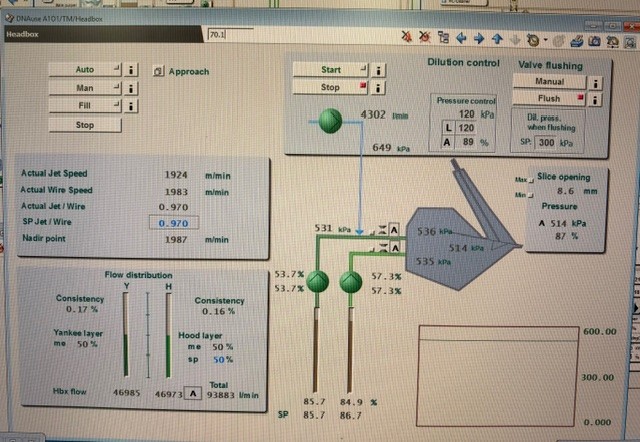 DNAuse A101/TM/Headbox
Headbox
70.1
Auto i
Man i
Fill i
Stop
Approach
Start i
Stop i
4302 l/min
649 kPa
Dilution control
Pressure control
120 kPa
L 120
A 89 %
Valve flushing
Manual i
Flush i
Dil. press.
when flushing
SP: 300 kPa
Actual Jet Speed 1924 m/min
Actual Wire Speed 1983 m/min
Actual Jet / Wire 0.970
SP Jet / Wire 0.970
Nadir point 1987 m/min
Max Slice opening
Min 8.6 mm
Pressure
A 514 kPa
87 %
531 kPa A
A
536 kPa
514 kPa
535 kPa
53.7%
53.7%
57.3%
57.3%
Flow distribution
Y H
Consistency
0.17 %
Consistency
0.16 %
Yankee layer
me 50 %
Hood layer
me 50 %
sp 50%
Hbx flow 46985 46973 A Total
93883 l/min
85.7 84.9 %
SP 85.7 86.7
600.00
300.00
0.000